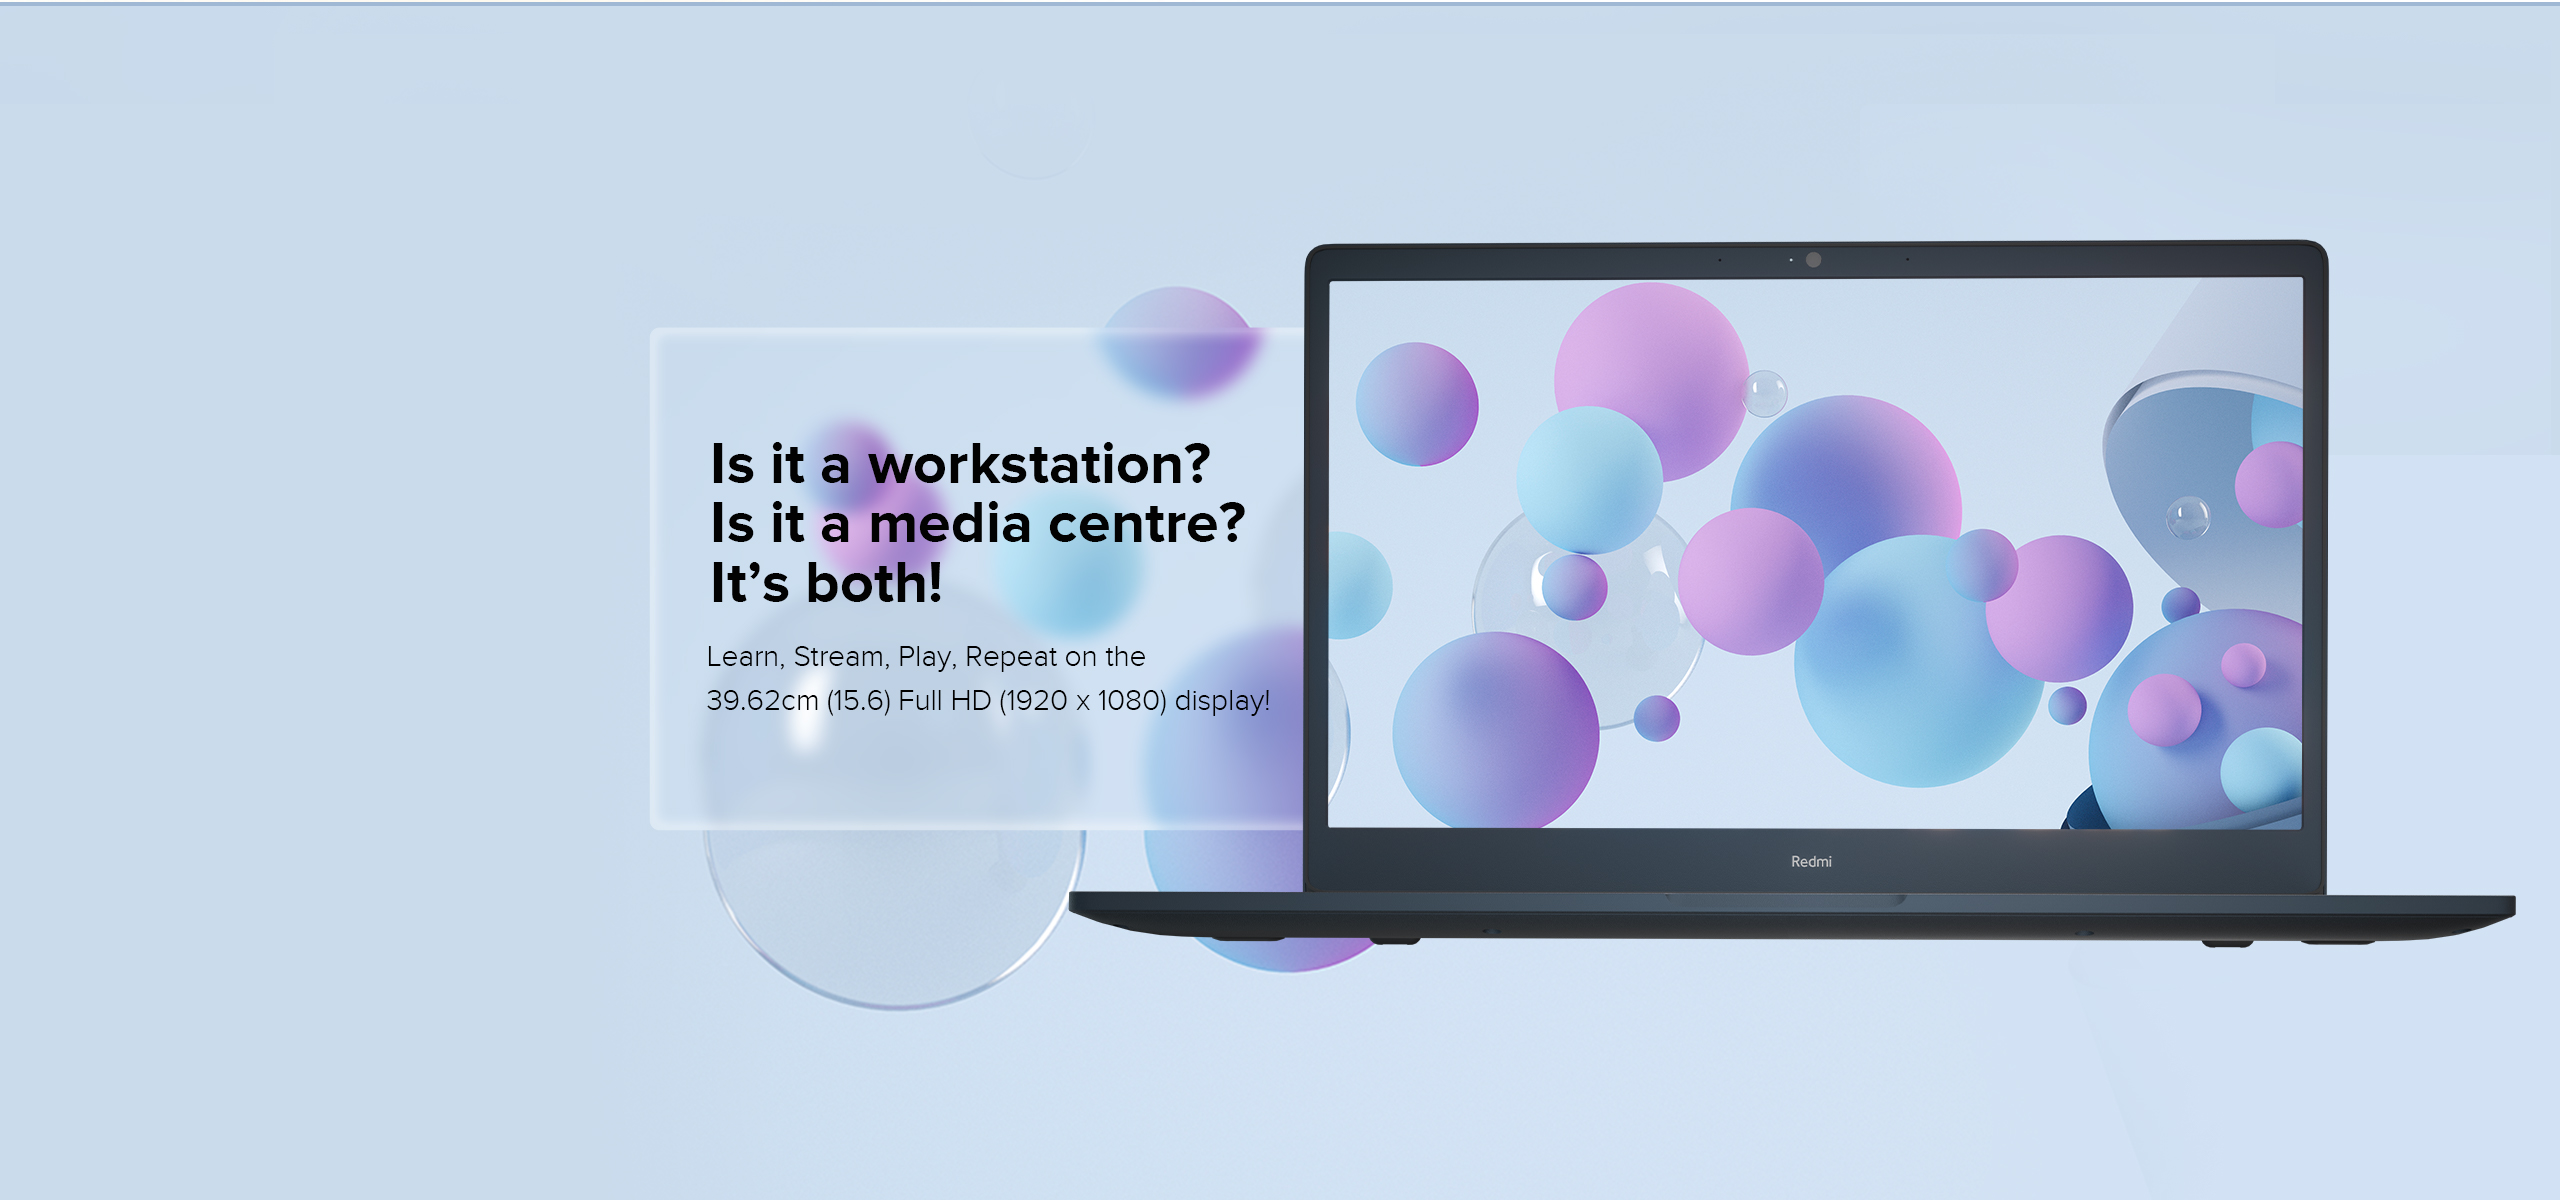 Is it a workstation?
Is it a media centre?
It’s both!
Learn, Stream, Play, Repeat on the
39.62cm (15.6) Full HD (1920 x 1080) display!
Redmi